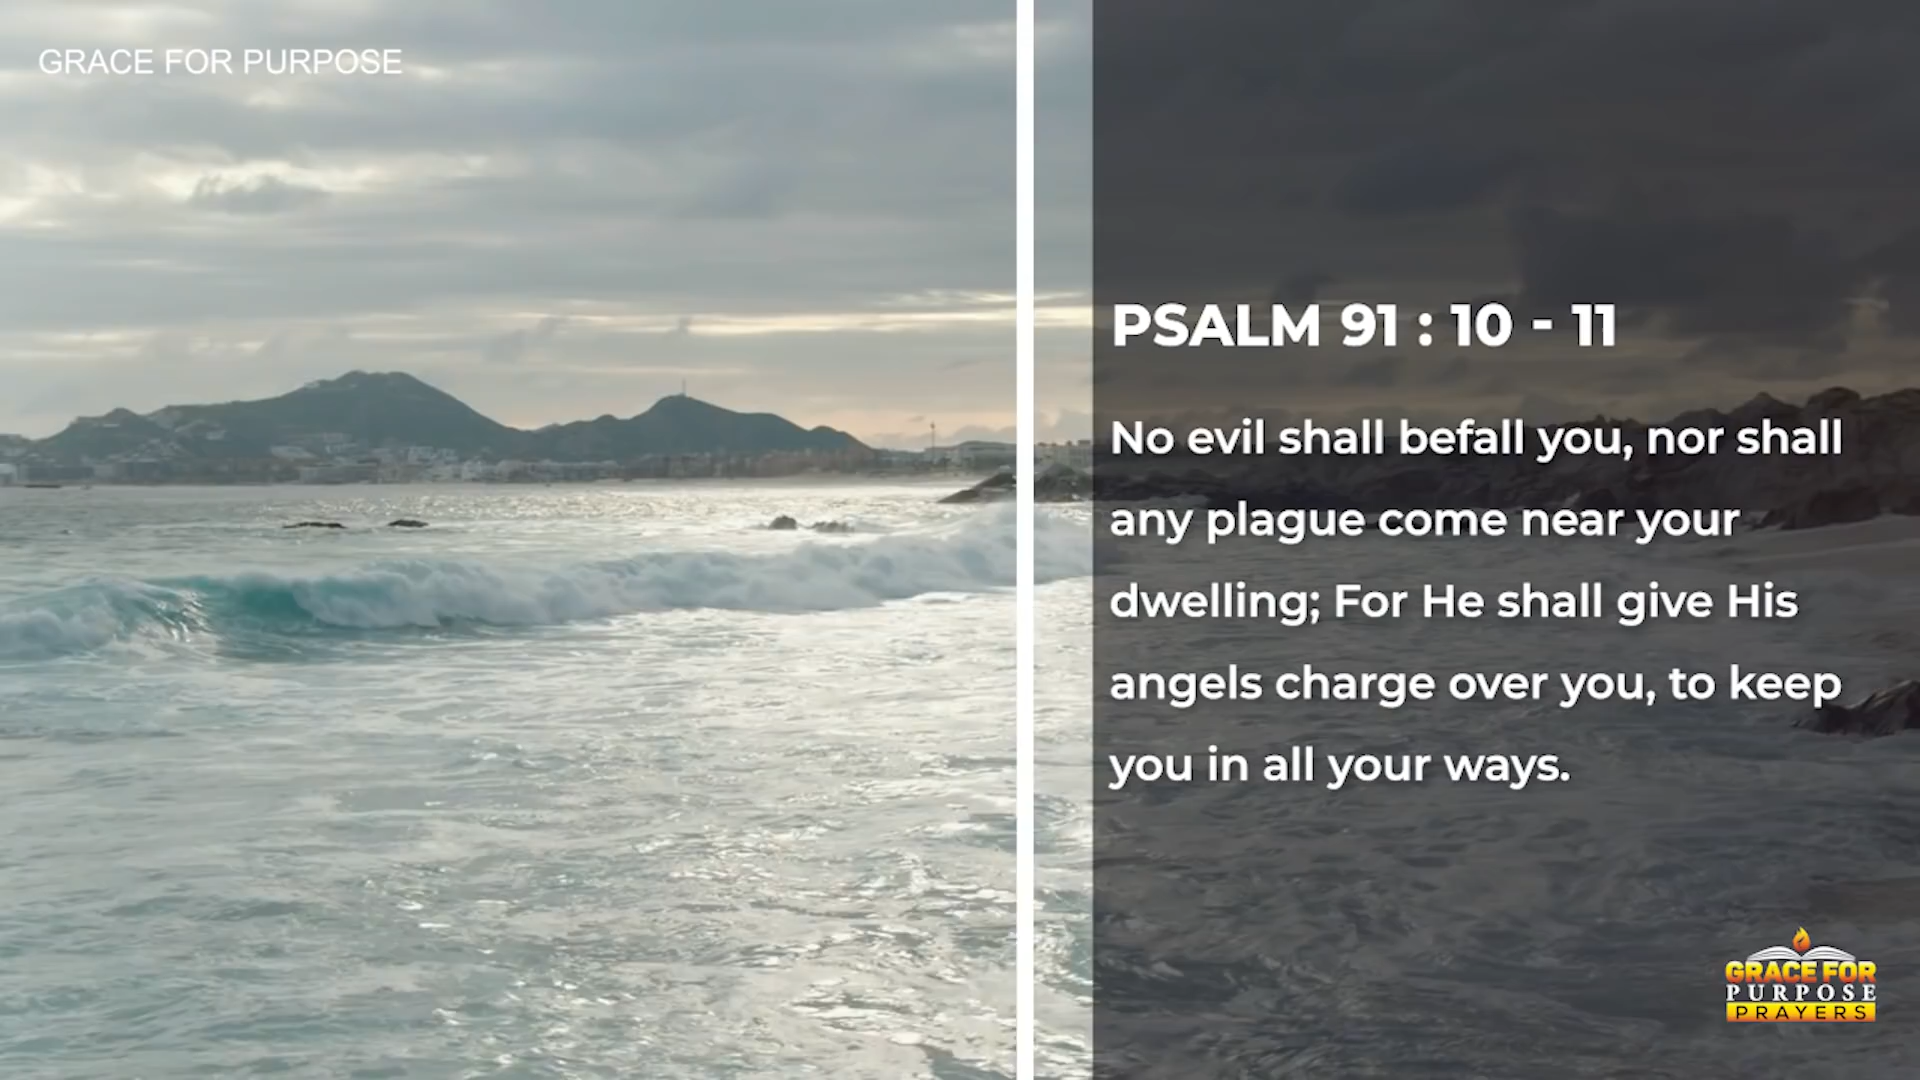 GRACE FOR PURPOSE
PSALM 91 : 10 - 11
No evil shall befall you, nor shall
any plague come near your
dwelling; For He shall give His
angels charge over you, to keep
you in all your ways.
GRACE FOR
PURPOSE
PRAYERS